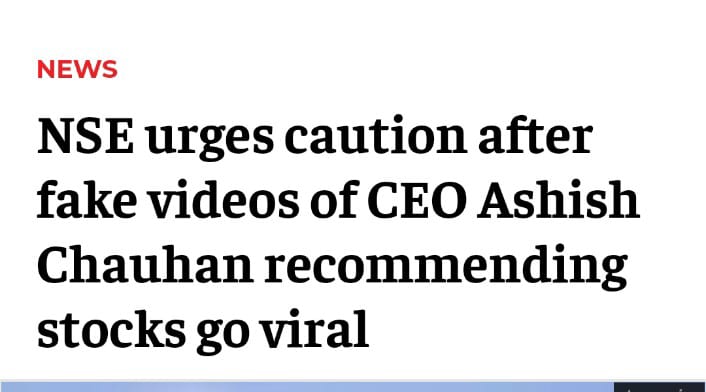 NEWS
NSE urges caution after
fake videos of CEO Ashish
Chauhan recommending
stocks go viral